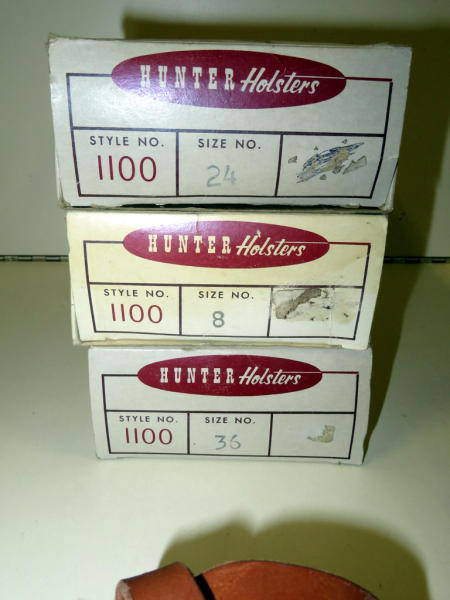 HUNTER Holsters
STYLE NO. SIZE NO.
1100 24
HUNTER Holsters
STYLE NO. SIZE NO.
1100 8
HUNTER Holsters
STYLE NO. SIZE NO.
1100 36